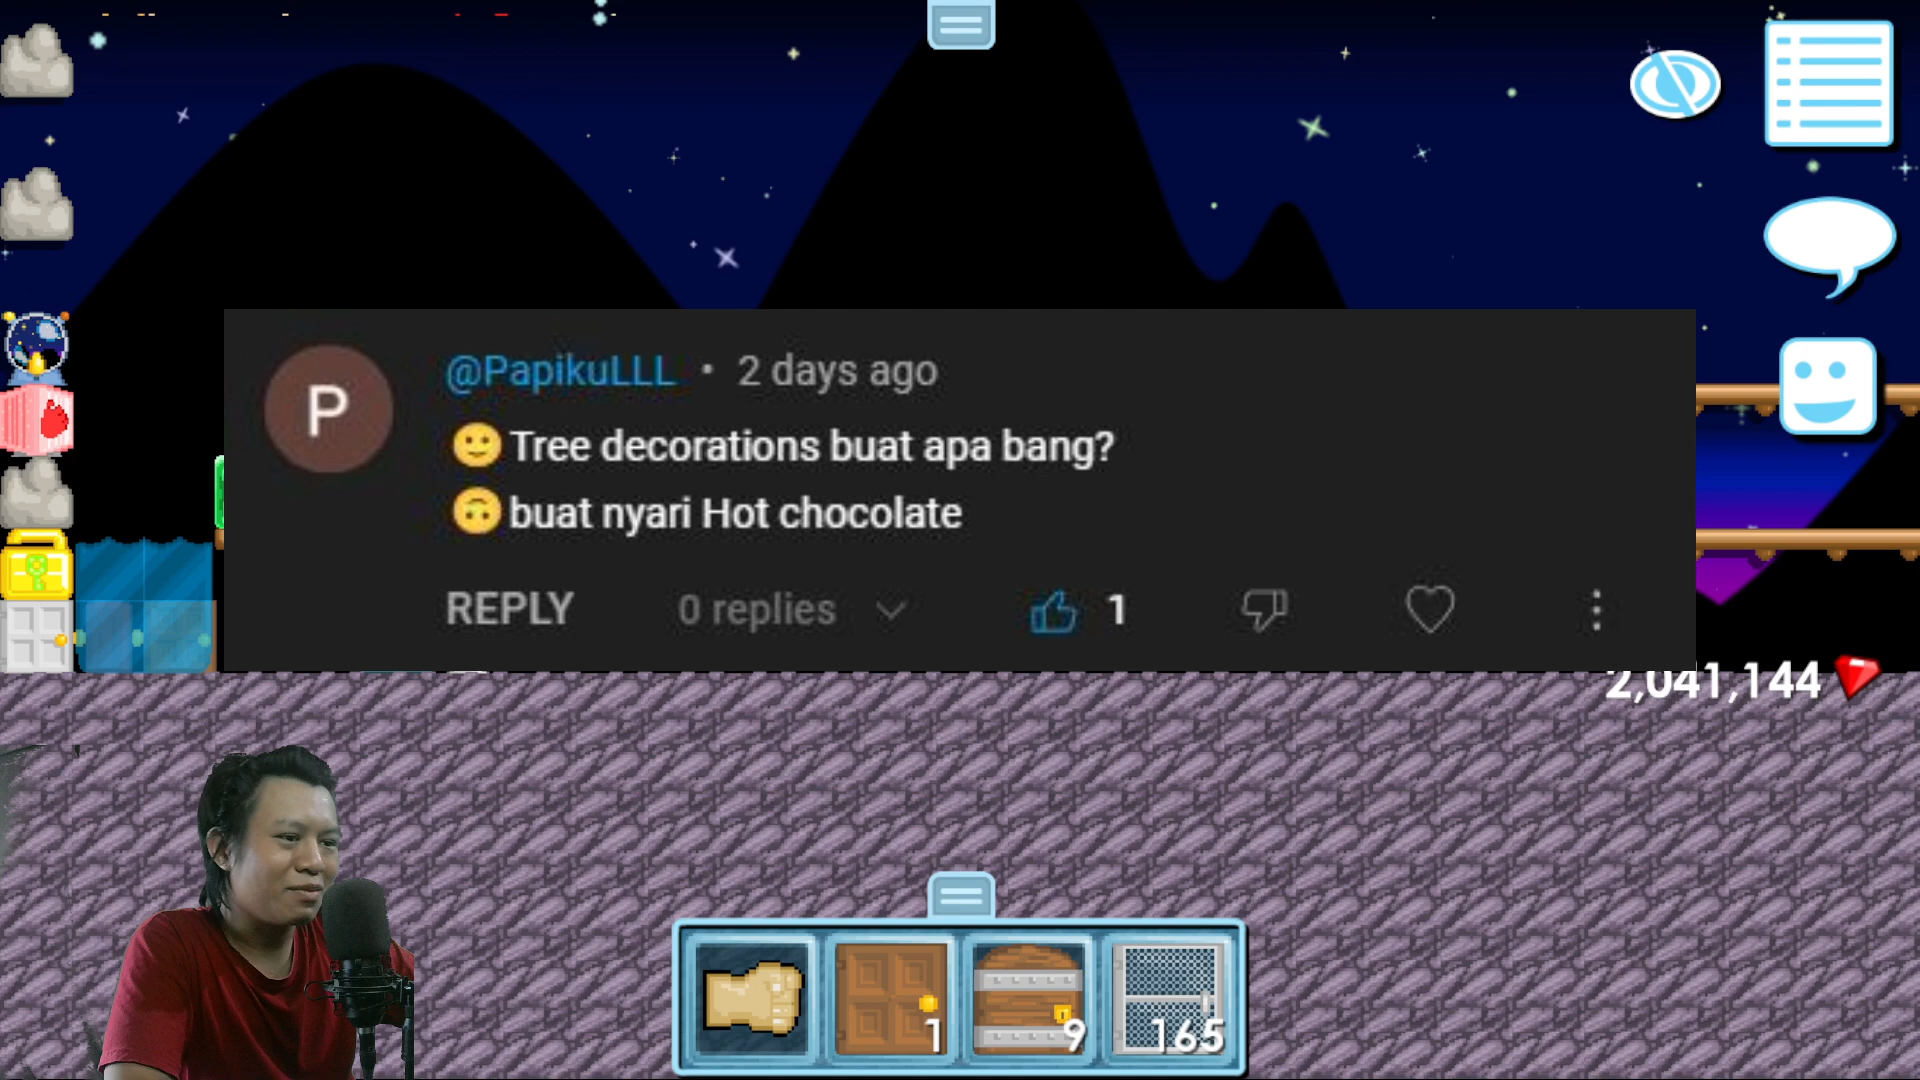 P
@PapikuLLL • 2 days ago
🙂 Tree decorations buat apa bang?
🙃 buat nyari Hot chocolate
REPLY 0 replies 1
2,041,144
1 9 165